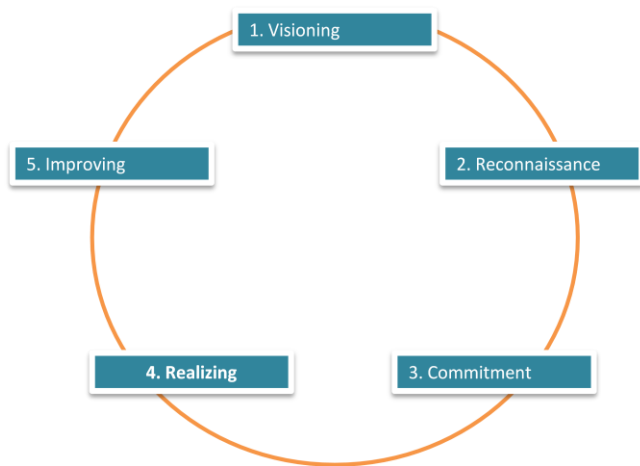 1. Visioning
2. Reconnaissance
3. Commitment
4. Realizing
5. Improving